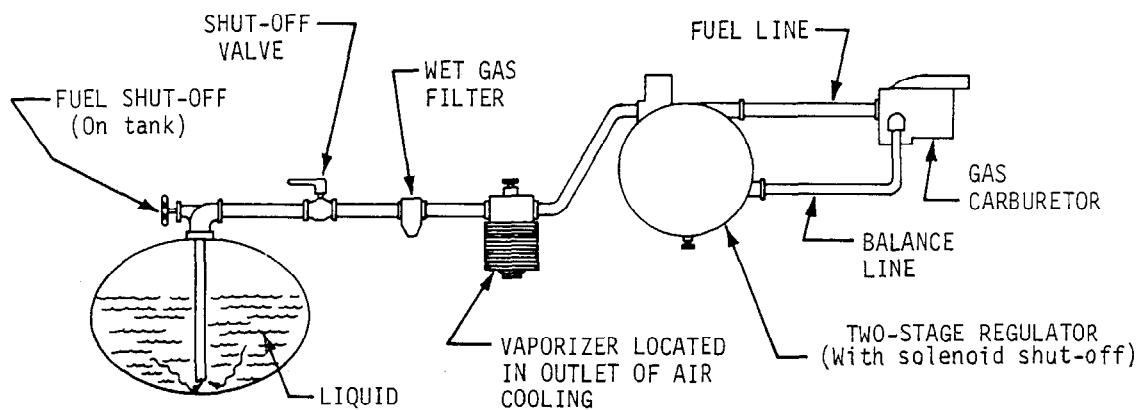 SHUT-OFF
VALVE
FUEL LINE
WET GAS
FILTER
FUEL SHUT-OFF
(On tank)
GAS
CARBURETOR
BALANCE
LINE
TWO-STAGE REGULATOR
(With solenoid shut-off)
VAPORIZER LOCATED
IN OUTLET OF AIR
COOLING
LIQUID